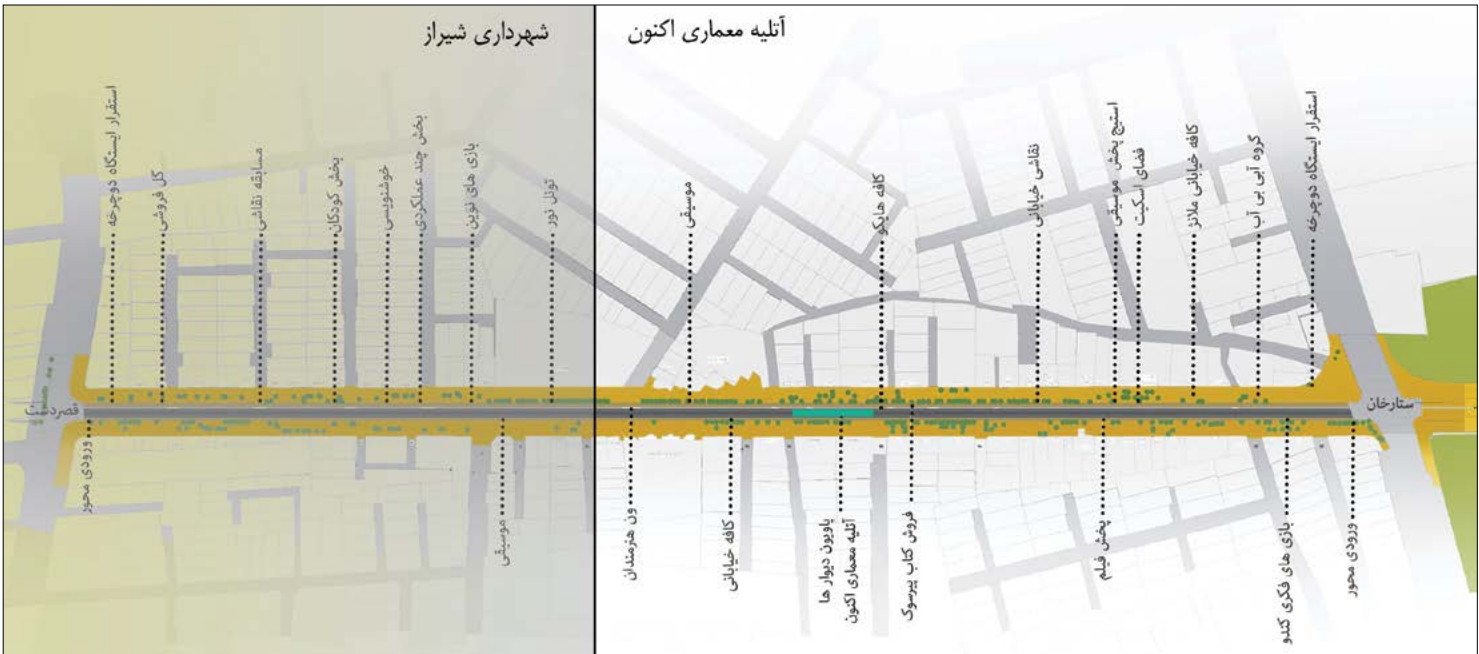 آتلیه معماری اکنون
شهرداری شیراز
استقرار ایستگاه دوچرخه
گروه آبی بی آب
کافه خیابانی ملانژ
فضای اسکیت
استیج پخش موسیقی
نقاشی خیابانی
کافه هایکو
موسیقی
تونل نور
بازی های نوین
بخش چند عملکردی
خوشنویسی
بخش کودکان
مسابقه نقاشی
گل فروشی
استقرار ایستگاه دوچرخه
ستارخان
قصردشت
ورودی محور
بازی های فکری کندو
پخش فیلم
فروش کتاب پیرسوک
آتلیه معماری اکنون
پاویون دیوار ها
کافه خیابانی
ون هنرمندان
موسیقی
ورودی محور